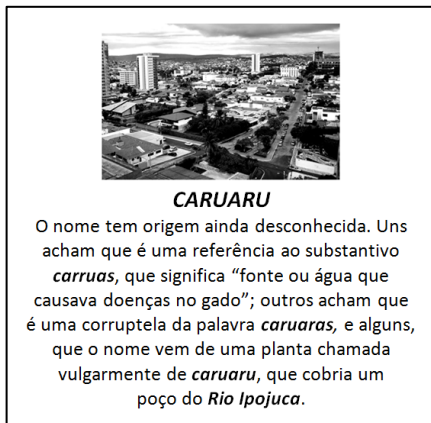 CARUARU
O nome tem origem ainda desconhecida. Uns
acham que é uma referência ao substantivo
carruas, que significa “fonte ou água que
causava doenças no gado”; outros acham que
é uma corruptela da palavra caruaras, e alguns,
que o nome vem de uma planta chamada
vulgarmente de caruaru, que cobria um
poço do Rio Ipojuca.